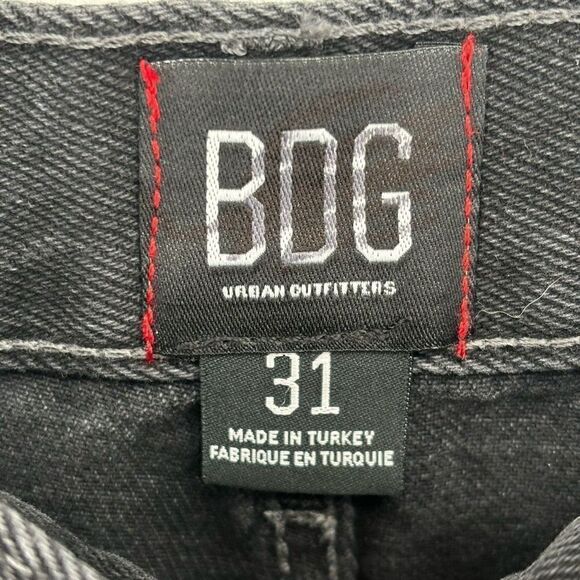 BDG
URBAN OUTFITTERS
31
MADE IN TURKEY
FABRIQUE EN TURQUIE